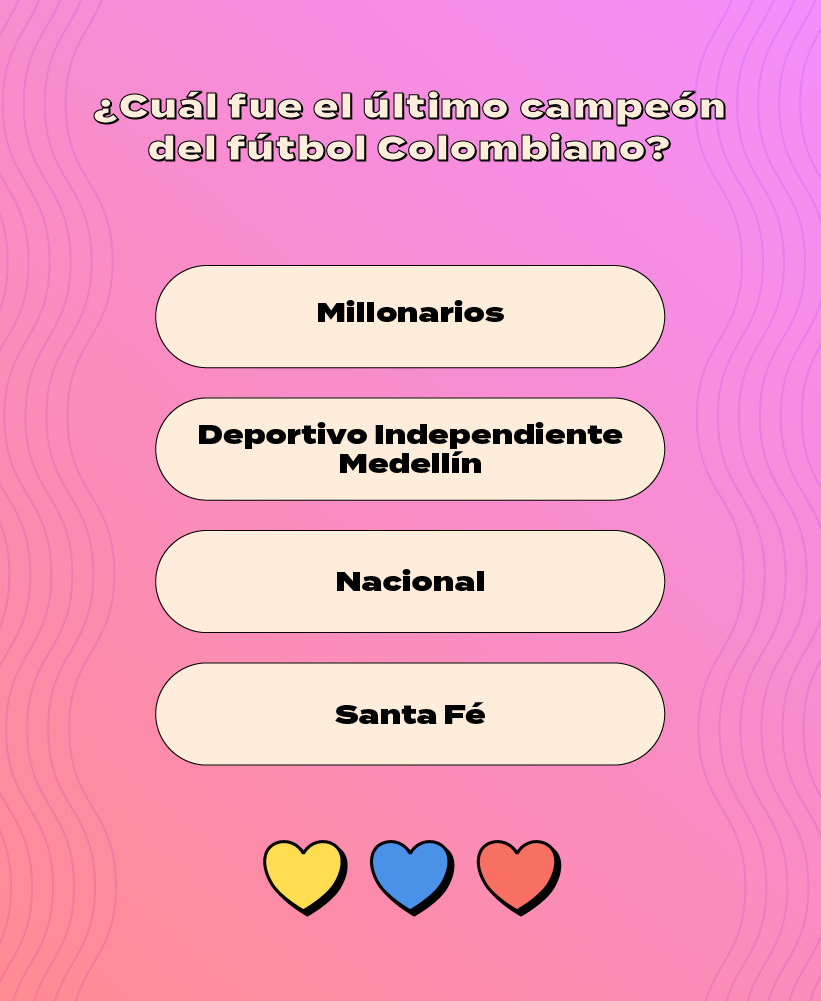 ¿Cuál fue el último campeón
del fútbol Colombiano?
Millonarios
Deportivo Independiente
Medellín
Nacional
Santa Fé